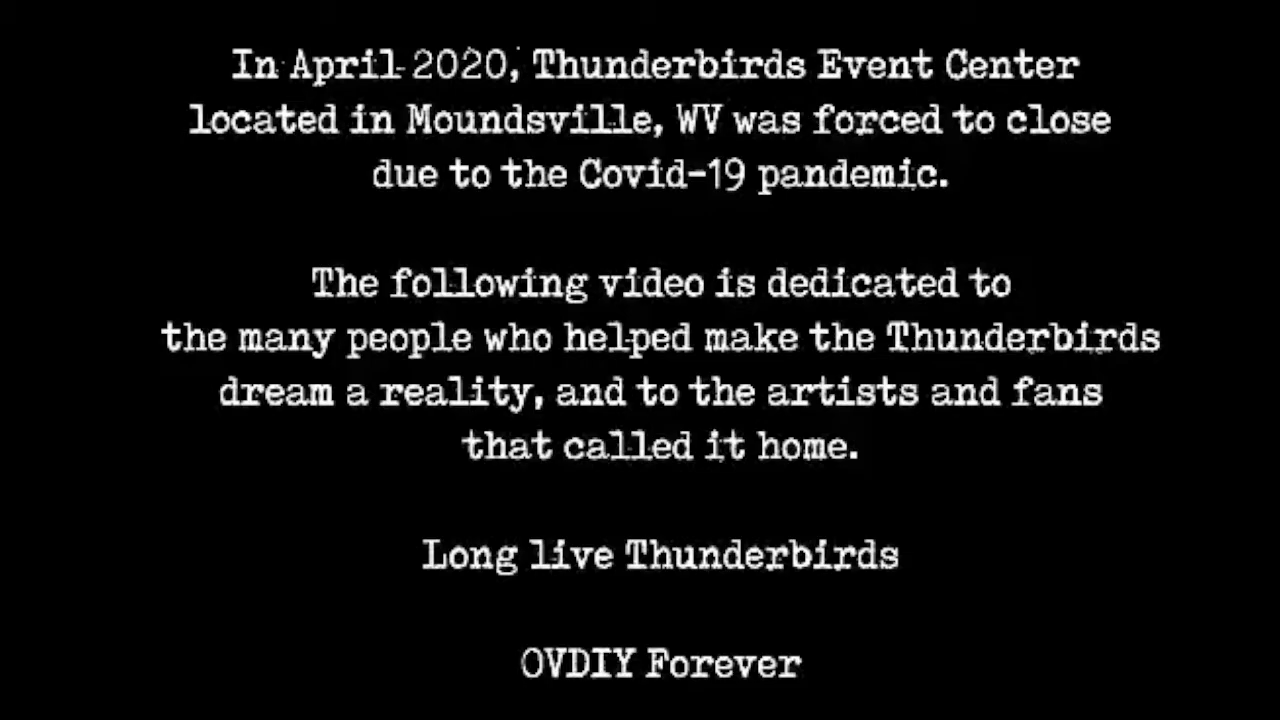 In April 2020, Thunderbirds Event Center
located in Moundsville, WV was forced to close
due to the Covid-19 pandemic.
The following video is dedicated to
the many people who helped make the Thunderbirds
dream a reality, and to the artists and fans
that called it home.
Long live Thunderbirds
OVDIY Forever